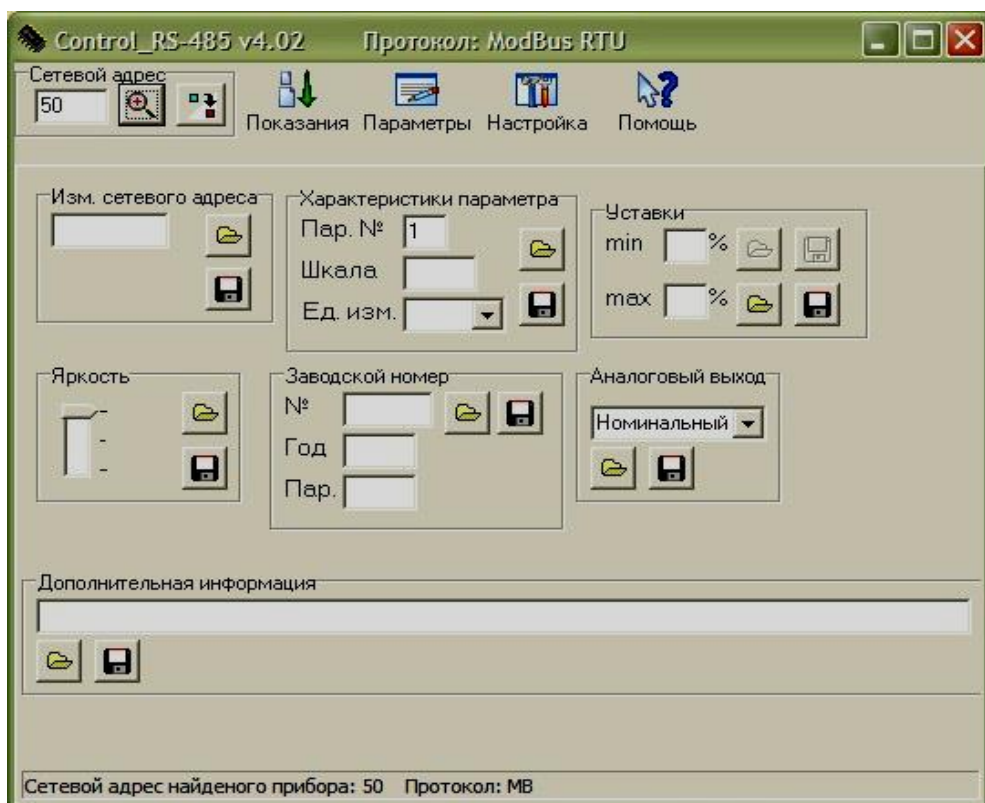 Control_RS-485 v4.02 Протокол: ModBus RTU
Сетевой адрес
50
Показания Параметры Настройка Помощь
Изм. сетевого адреса
Характеристики параметра
Пар. № 1
Шкала
Ед. изм.
Уставки
min %
max %
Яркость
Заводской номер
№
Год
Пар.
Аналоговый выход
Номинальный
Дополнительная информация
Сетевой адрес найденого прибора: 50 Протокол: MB